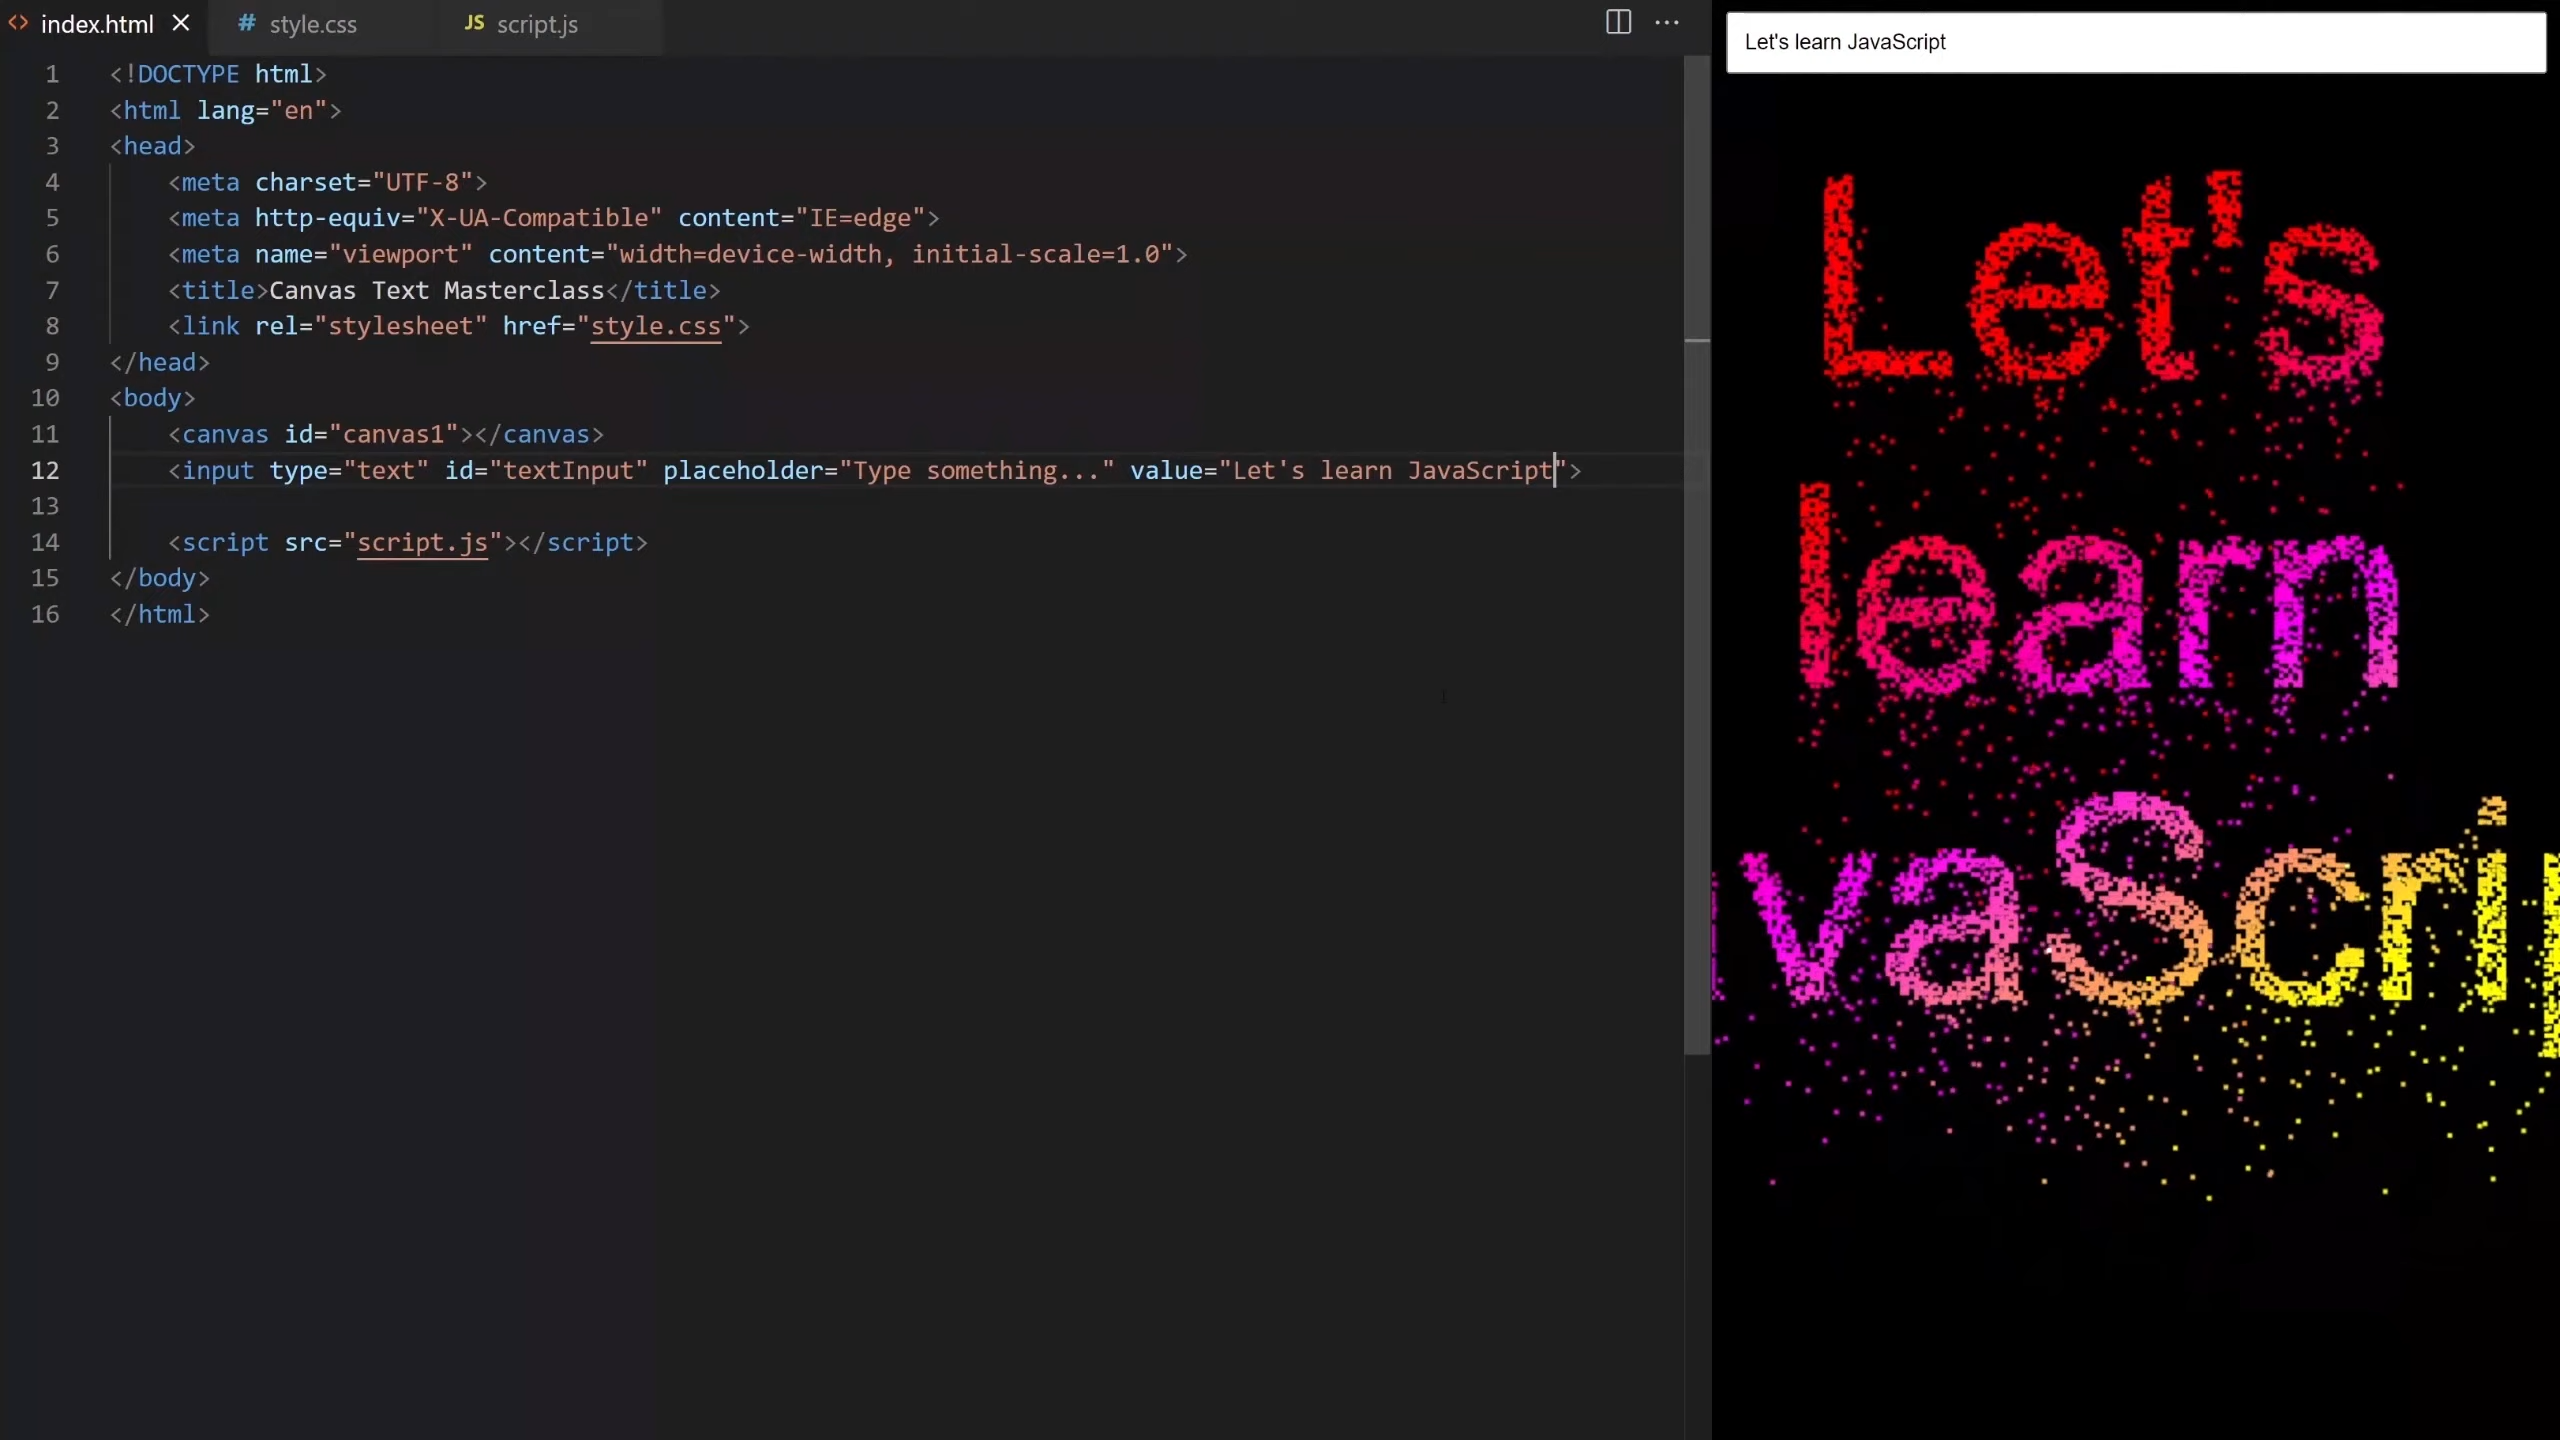 index.html
# style.css
JS script.js
1 <!DOCTYPE html>
2 <html lang="en">
3 <head>
4 <meta charset="UTF-8">
5 <meta http-equiv="X-UA-Compatible" content="IE=edge">
6 <meta name="viewport" content="width=device-width, initial-scale=1.0">
7 <title>Canvas Text Masterclass</title>
8 <link rel="stylesheet" href="style.css">
9 </head>
10 <body>
11 <canvas id="canvas1"></canvas>
12 <input type="text" id="textInput" placeholder="Type something..." value="Let's learn JavaScript">
13
14 <script src="script.js"></script>
15 </body>
16 </html>
Let's learn JavaScript
Let's
learn
vaScrip